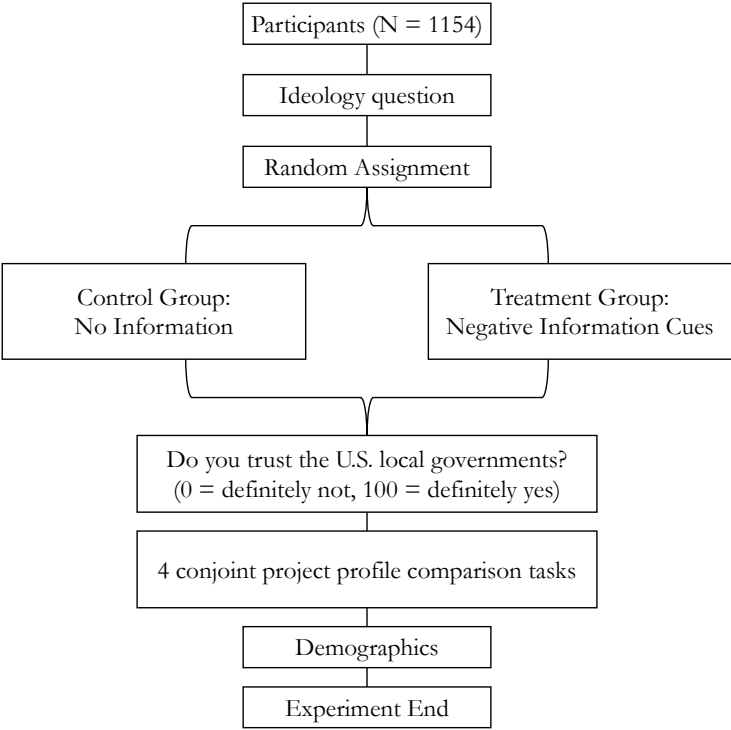 Participants (N = 1154)
Ideology question
Random Assignment
Control Group:
No Information
Treatment Group:
Negative Information Cues
Do you trust the U.S. local governments?
(0 = definitely not, 100 = definitely yes)
4 conjoint project profile comparison tasks
Demographics
Experiment End